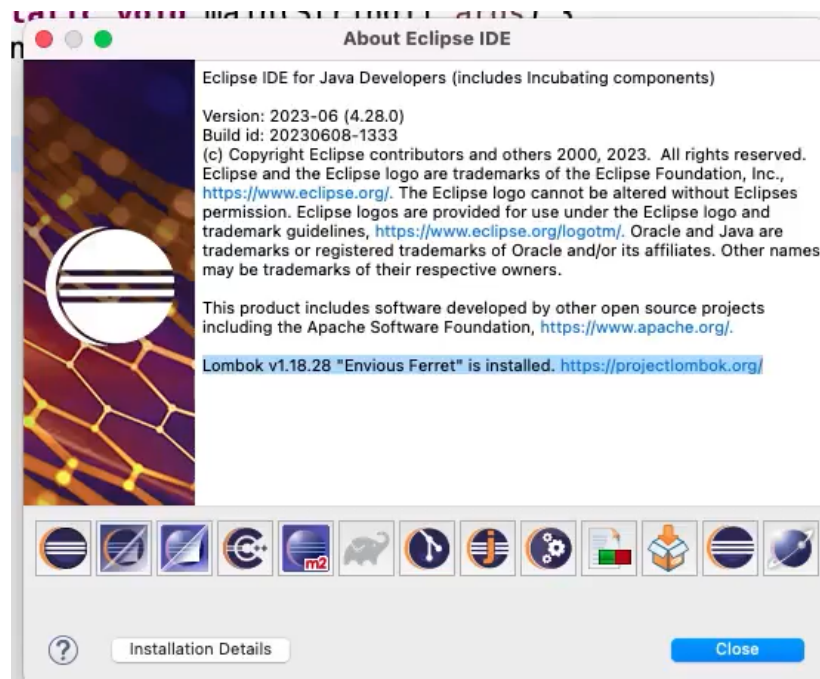 static void main(String[] args) {
About Eclipse IDE
Eclipse IDE for Java Developers (includes Incubating components)
Version: 2023-06 (4.28.0)
Build id: 20230608-1333
(c) Copyright Eclipse contributors and others 2000, 2023.  All rights reserved.
Eclipse and the Eclipse logo are trademarks of the Eclipse Foundation, Inc.,
https://www.eclipse.org/. The Eclipse logo cannot be altered without Eclipses
permission. Eclipse logos are provided for use under the Eclipse logo and
trademark guidelines, https://www.eclipse.org/logotm/. Oracle and Java are
trademarks or registered trademarks of Oracle and/or its affiliates. Other names
may be trademarks of their respective owners.
This product includes software developed by other open source projects
including the Apache Software Foundation, https://www.apache.org/.
Lombok v1.18.28 "Envious Ferret" is installed. https://projectlombok.org/
m2
?
Installation Details
Close